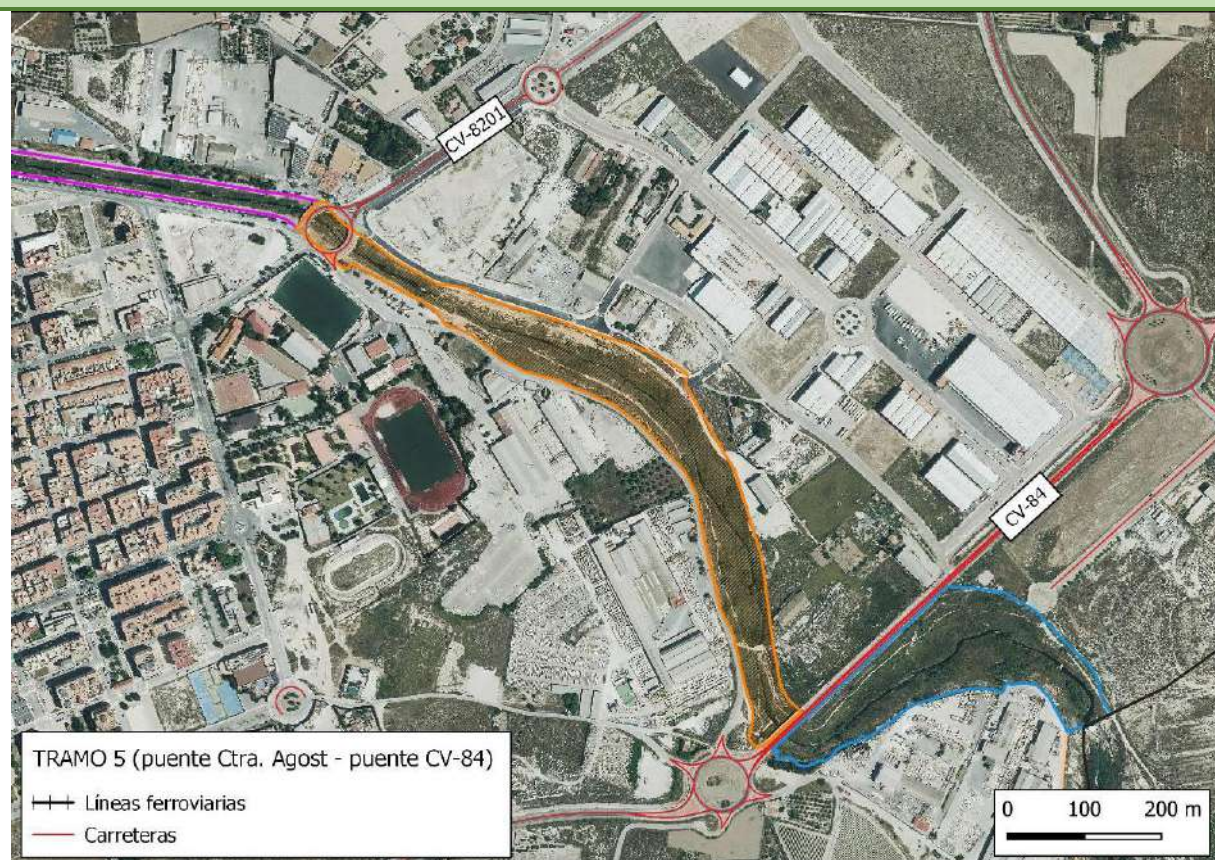 CV-8201
CV-84
TRAMO 5 (puente Ctra. Agost - puente CV-84)
Líneas ferroviarias
Carreteras
0 100 200 m